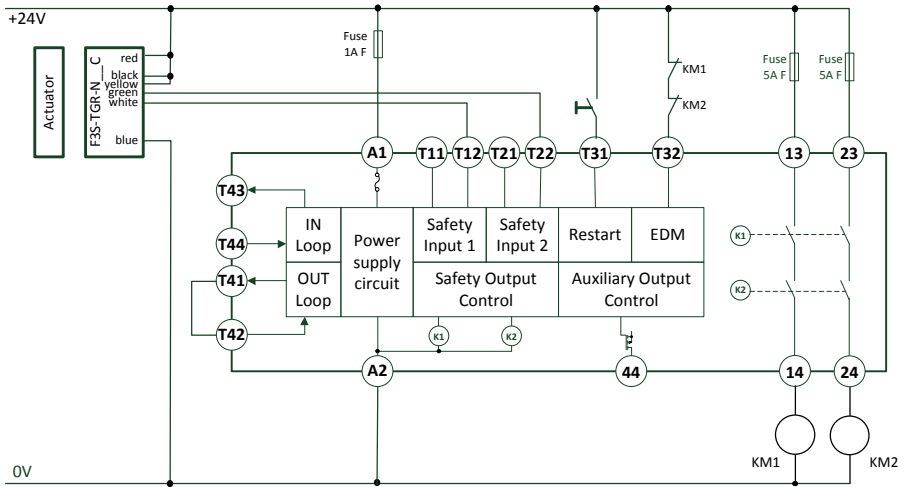 +24V
Actuator
F3S-TGR-N__C
red
black
yellow
green
white
blue
Fuse
1A F
KM1
KM2
Fuse
5A F
Fuse
5A F
A1
T11
T12
T21
T22
T31
T32
13
23
T43
T44
T41
T42
IN
Loop
OUT
Loop
Power
supply
circuit
Safety
Input 1
Safety
Input 2
Restart
EDM
Safety Output
Control
Auxiliary Output
Control
K1
K2
K1
K2
A2
44
14
24
KM1
KM2
0V